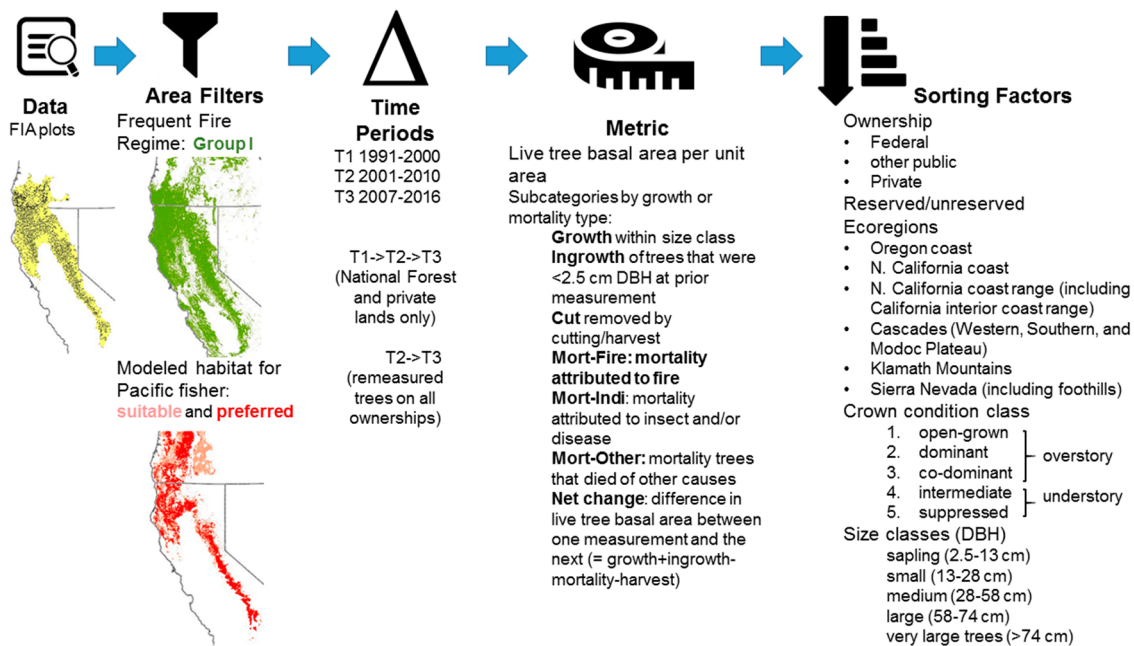 Data
FIA plots
Area Filters
Frequent Fire
Regime: Group I
Modeled habitat for
Pacific fisher:
suitable and preferred
Time
Periods
T1 1991-2000
T2 2001-2010
T3 2007-2016
T1->T2->T3
(National Forest
and private
lands only)
T2->T3
(remeasured
trees on all
ownerships)
Metric
Live tree basal area per unit
area
Subcategories by growth or
mortality type:
Growth within size class
Ingrowth of trees that were
<2.5 cm DBH at prior
measurement
Cut removed by
cutting/harvest
Mort-Fire: mortality
attributed to fire
Mort-Indi: mortality
attributed to insect and/or
disease
Mort-Other: mortality trees
that died of other causes
Net change: difference in
live tree basal area between
one measurement and the
next (= growth+ingrowth-
mortality-harvest)
Sorting Factors
Ownership
• Federal
• other public
• Private
Reserved/unreserved
Ecoregions
• Oregon coast
• N. California coast
• N. California coast range (including
California interior coast range)
• Cascades (Western, Southern, and
Modoc Plateau)
• Klamath Mountains
• Sierra Nevada (including foothills)
Crown condition class
1. open-grown
2. dominant
3. co-dominant
overstory
4. intermediate
5. suppressed
understory
Size classes (DBH)
sapling (2.5-13 cm)
small (13-28 cm)
medium (28-58 cm)
large (58-74 cm)
very large trees (>74 cm)